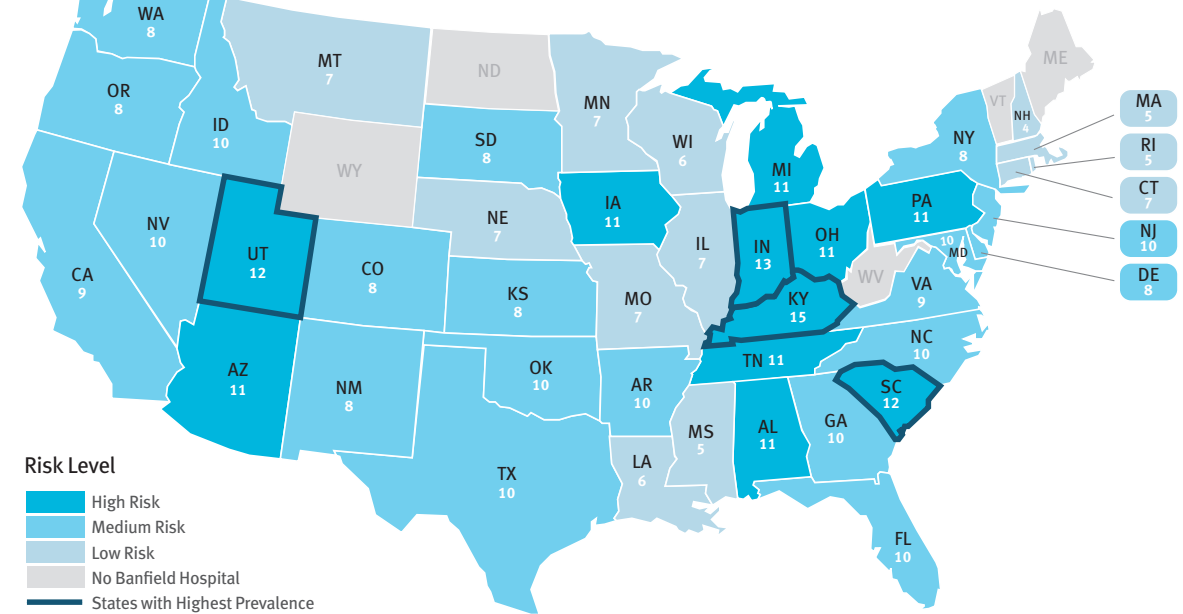 WA
8
MT
7
ND
ME
OR
8
MN
7
VT
NH
4
MA
5
ID
10
SD
8
WI
6
NY
8
RI
5
WY
MI
11
CT
7
IA
11
PA
11
NE
7
NV
10
UT
12
IL
7
IN
13
OH
11
10
MD
NJ
10
CA
9
CO
8
WV
DE
8
KS
8
MO
7
KY
15
VA
9
AZ
11
NM
8
OK
10
AR
10
TN 11
NC
10
SC
12
MS
5
AL
11
GA
10
LA
6
TX
10
FL
10
Risk Level
High Risk
Medium Risk
Low Risk
No Banfield Hospital
States with Highest Prevalence